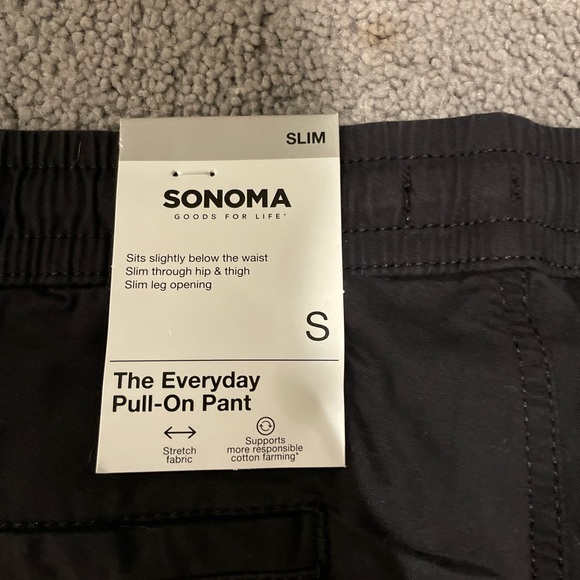 SLIM
SONOMA
GOODS FOR LIFE™
Sits slightly below the waist
Slim through hip & thigh
Slim leg opening
S
The Everyday
Pull-On Pant
Stretch
fabric
Supports
more responsible
cotton farming*